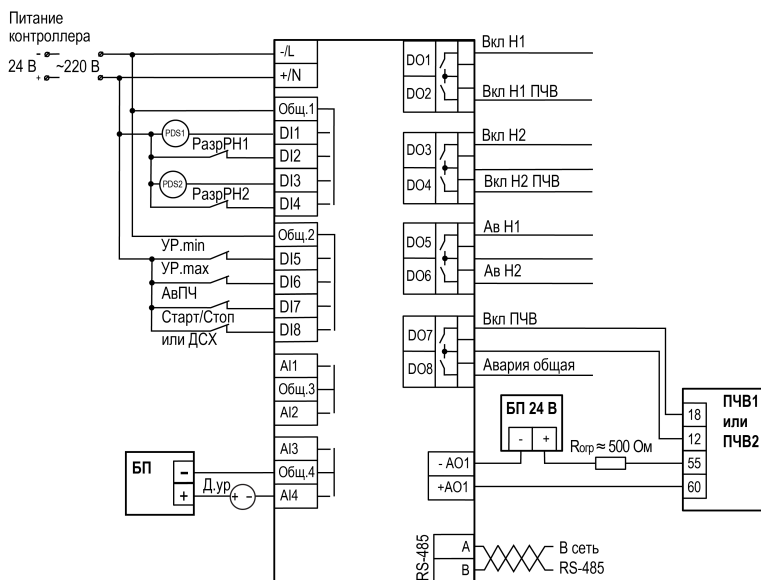 Питание
контроллера
- 24 В + ~220 В
-/L
+/N
Общ.1
PDS1
DI1
РазрРН1
DI2
PDS2
DI3
РазрРН2
DI4
Общ.2
УР.min
DI5
УР.max
DI6
АвПЧ
DI7
Старт/Стоп
или ДСХ
DI8
AI1
Общ.3
AI2
AI3
БП
-
Общ.4
+
Д.ур
+ -
AI4
DO1
Вкл Н1
DO2
Вкл Н1 ПЧВ
DO3
Вкл Н2
DO4
Вкл Н2 ПЧВ
DO5
Ав Н1
DO6
Ав Н2
DO7
Вкл ПЧВ
DO8
Авария общая
БП 24 В
- +
Rогр ≈ 500 Ом
- AO1
+AO1
ПЧВ1
или
ПЧВ2
18
12
55
60
RS-485
A
B
В сеть
RS-485